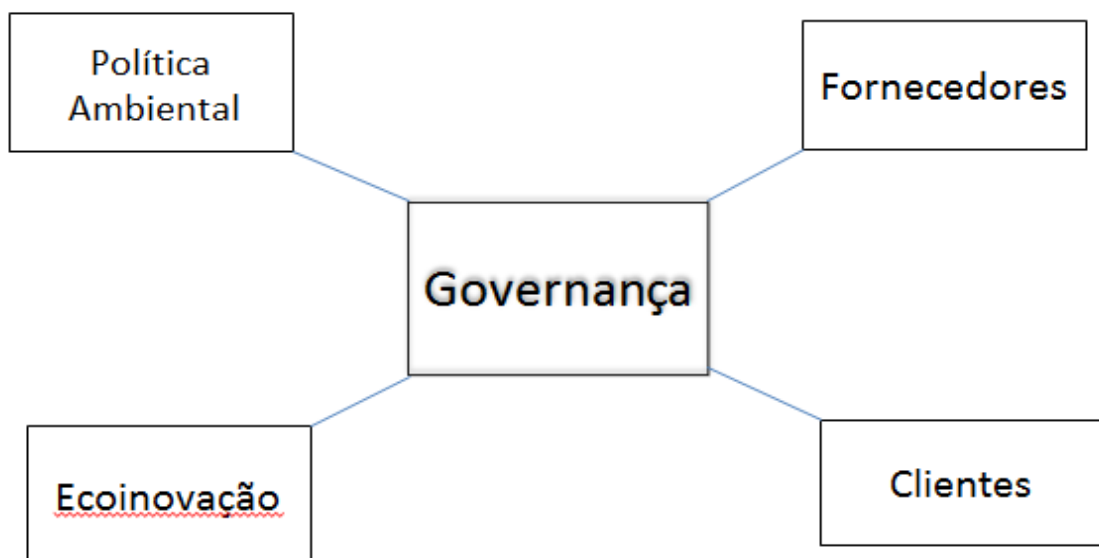 Política
Ambiental
Fornecedores
Governança
Ecoinovação
Clientes